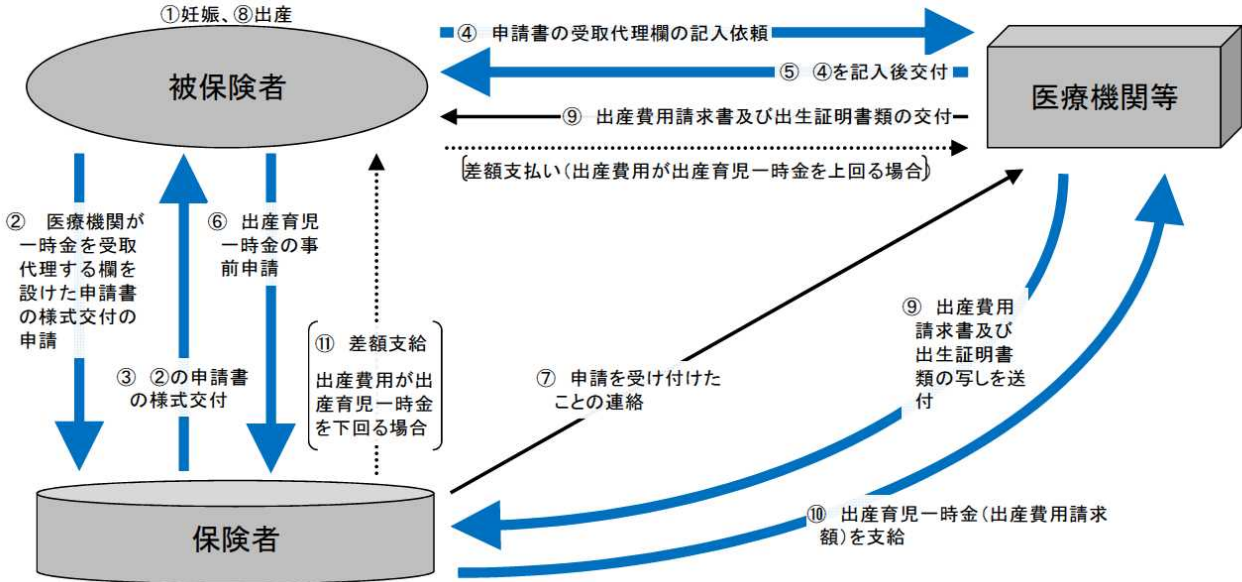 ①妊娠、⑧出産
被保険者
④ 申請書の受取代理欄の記入依頼
⑤ ④を記入後交付
⑨ 出産費用請求書及び出生証明書類の交付
差額支払い(出産費用が出産育児一時金を上回る場合)
医療機関等
② 医療機関が
一時金を受取
代理する欄を
設けた申請書
の様式交付の
申請
③ ②の申請書
の様式交付
⑥ 出産育児
一時金の事
前申請
⑪ 差額支給
出産費用が出
産育児一時金
を下回る場合
⑦ 申請を受け付けた
ことの連絡
⑨ 出産費用
請求書及び
出生証明書
類の写しを送
付
⑩ 出産育児一時金(出産費用請求
額)を支給
保険者